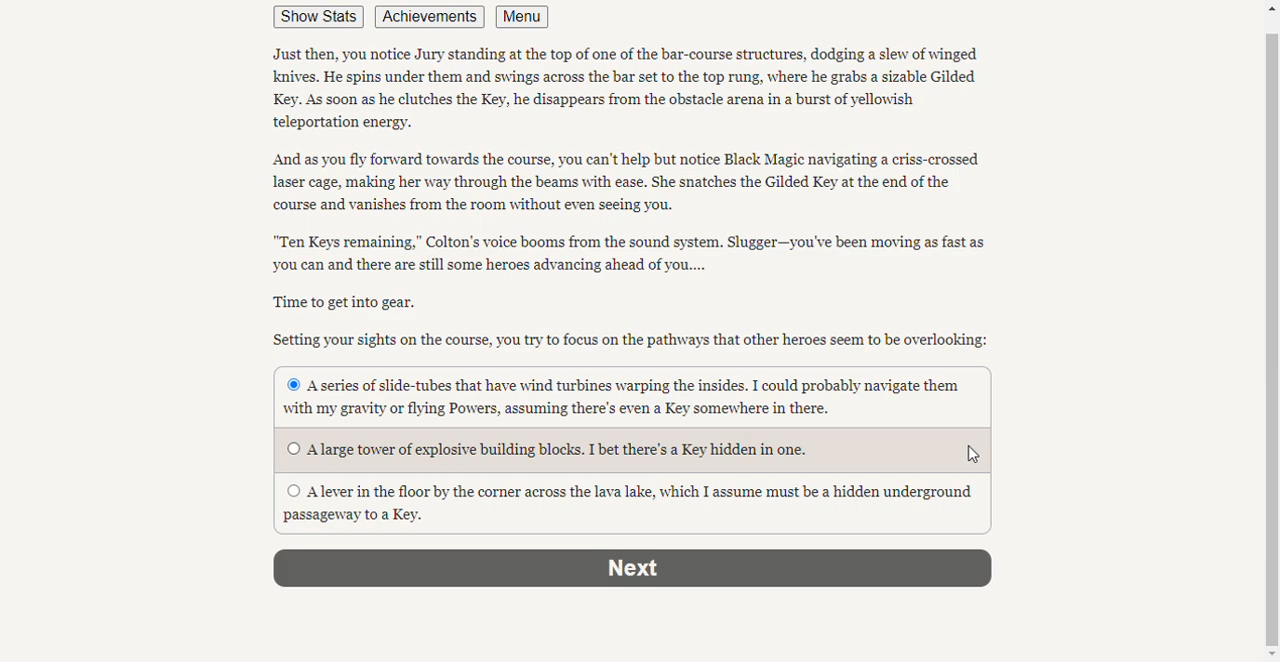 Show Stats Achievements Menu
Just then, you notice Jury standing at the top of one of the bar-course structures, dodging a slew of winged
knives. He spins under them and swings across the bar set to the top rung, where he grabs a sizable Gilded
Key. As soon as he clutches the Key, he disappears from the obstacle arena in a burst of yellowish
teleportation energy.
And as you fly forward towards the course, you can't help but notice Black Magic navigating a criss-crossed
laser cage, making her way through the beams with ease. She snatches the Gilded Key at the end of the
course and vanishes from the room without even seeing you.
"Ten Keys remaining," Colton's voice booms from the sound system. Slugger—you've been moving as fast as
you can and there are still some heroes advancing ahead of you....
Time to get into gear.
Setting your sights on the course, you try to focus on the pathways that other heroes seem to be overlooking:
A series of slide-tubes that have wind turbines warping the insides. I could probably navigate them
with my gravity or flying Powers, assuming there's even a Key somewhere in there.
A large tower of explosive building blocks. I bet there's a Key hidden in one.
A lever in the floor by the corner across the lava lake, which I assume must be a hidden underground
passageway to a Key.
Next